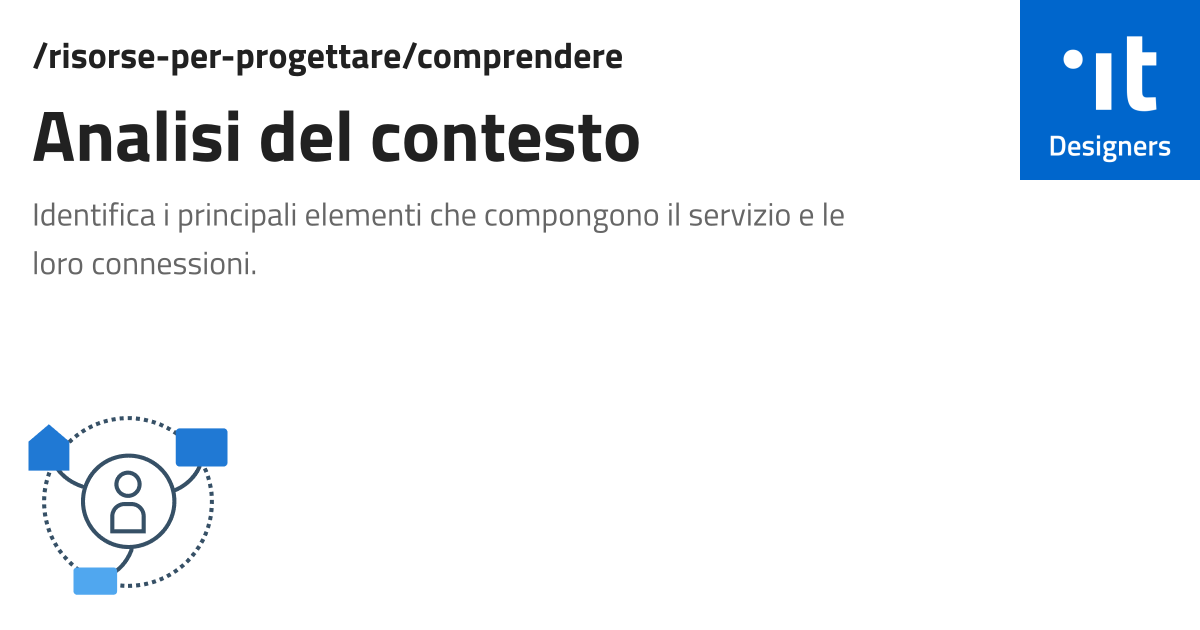 /risorse-per-progettare/comprendere
Analisi del contesto
Identifica i principali elementi che compongono il servizio e le
loro connessioni.
it
Designers